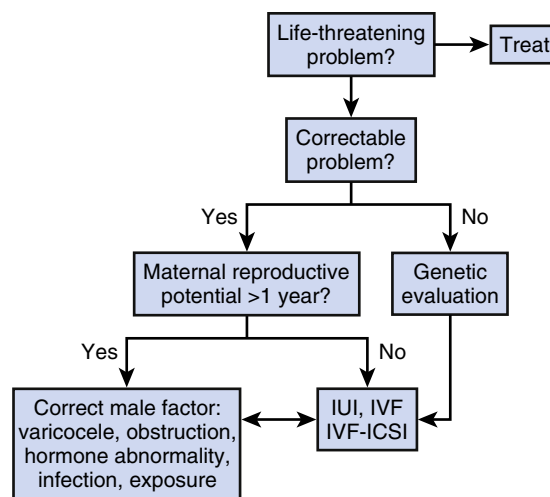 Life-threatening
problem?
Treat
Correctable
problem?
Yes
No
Maternal reproductive
potential >1 year?
Genetic
evaluation
Yes
No
Correct male factor:
varicocele, obstruction,
hormone abnormality,
infection, exposure
IUI, IVF
IVF-ICSI